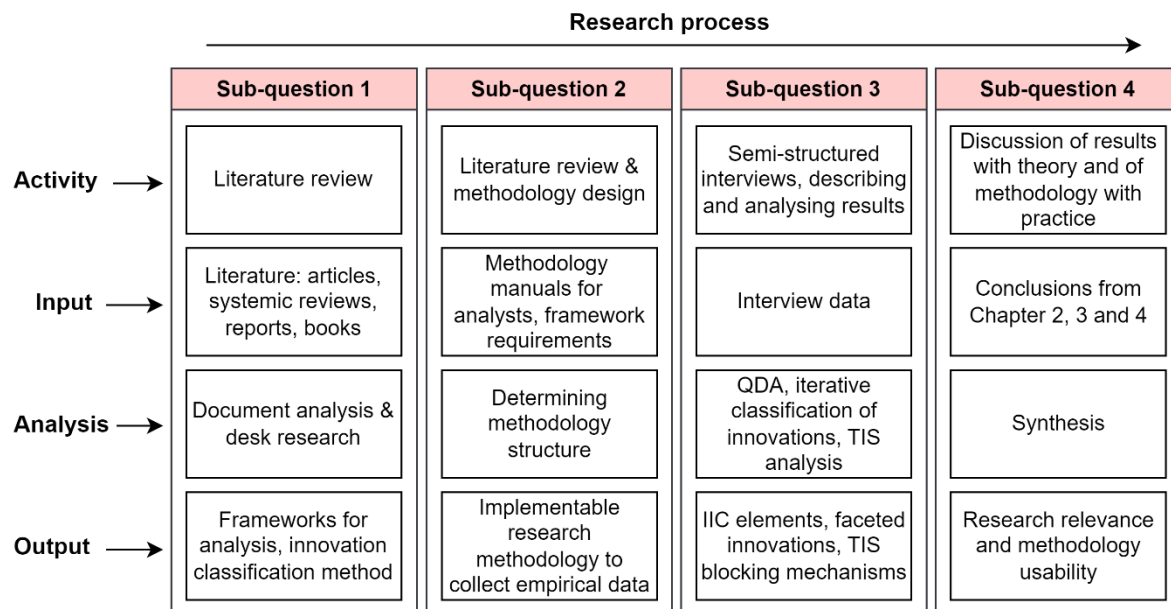 Research process
Sub-question 1
Sub-question 2
Sub-question 3
Sub-question 4
Activity
Literature review
Literature review &
methodology design
Semi-structured
interviews, describing
and analysing results
Discussion of results
with theory and of
methodology with
practice
Input
Literature: articles,
systemic reviews,
reports, books
Methodology
manuals for
analysts, framework
requirements
Interview data
Conclusions from
Chapter 2, 3 and 4
Analysis
Document analysis &
desk research
Determining
methodology
structure
QDA, iterative
classification of
innovations, TIS
analysis
Synthesis
Output
Frameworks for
analysis, innovation
classification method
Implementable
research
methodology to
collect empirical data
IIC elements, faceted
innovations, TIS
blocking mechanisms
Research relevance
and methodology
usability